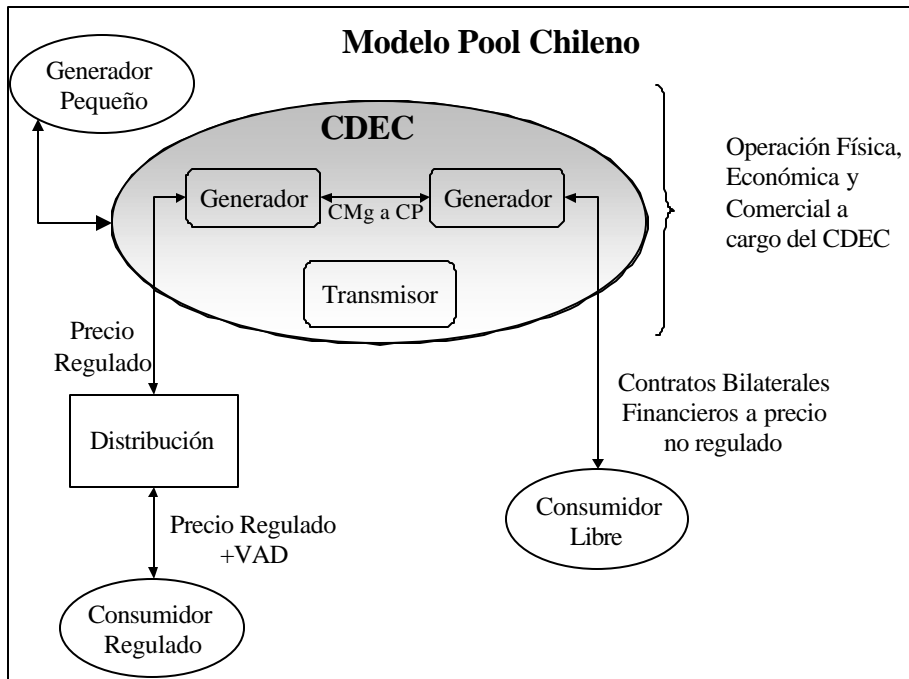 Modelo Pool Chileno
Generador
Pequeño
CDEC
Generador
CMg a CP
Generador
Transmisor
Operación Física,
Económica y
Comercial a
cargo del CDEC
Precio
Regulado
Distribución
Precio Regulado
+VAD
Consumidor
Regulado
Contratos Bilaterales
Financieros a precio
no regulado
Consumidor
Libre